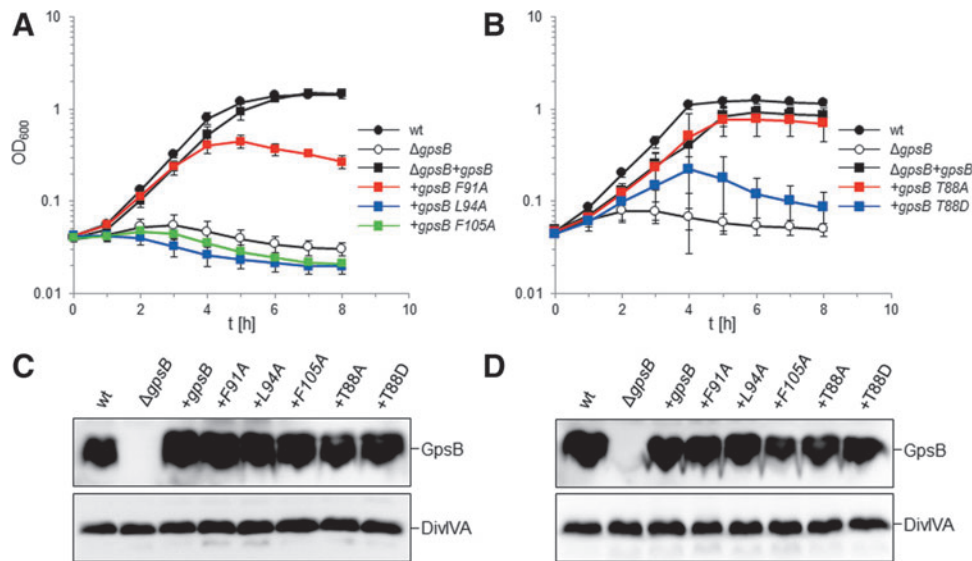 A
OD600
10
1
0.1
0.01
0 2 4 6 8 10
t [h]
wt
ΔgpsB
ΔgpsB+gpsB
+gpsB F91A
+gpsB L94A
+gpsB F105A
B
10
1
0.1
0.01
0 2 4 6 8 10
t [h]
wt
ΔgpsB
ΔgpsB+gpsB
+gpsB T88A
+gpsB T88D
C
wt ΔgpsB +gpsB +F91A +L94A +F105A +T88A +T88D
GpsB
DivIVA
D
wt ΔgpsB +gpsB +F91A +L94A +F105A +T88A +T88D
GpsB
DivIVA